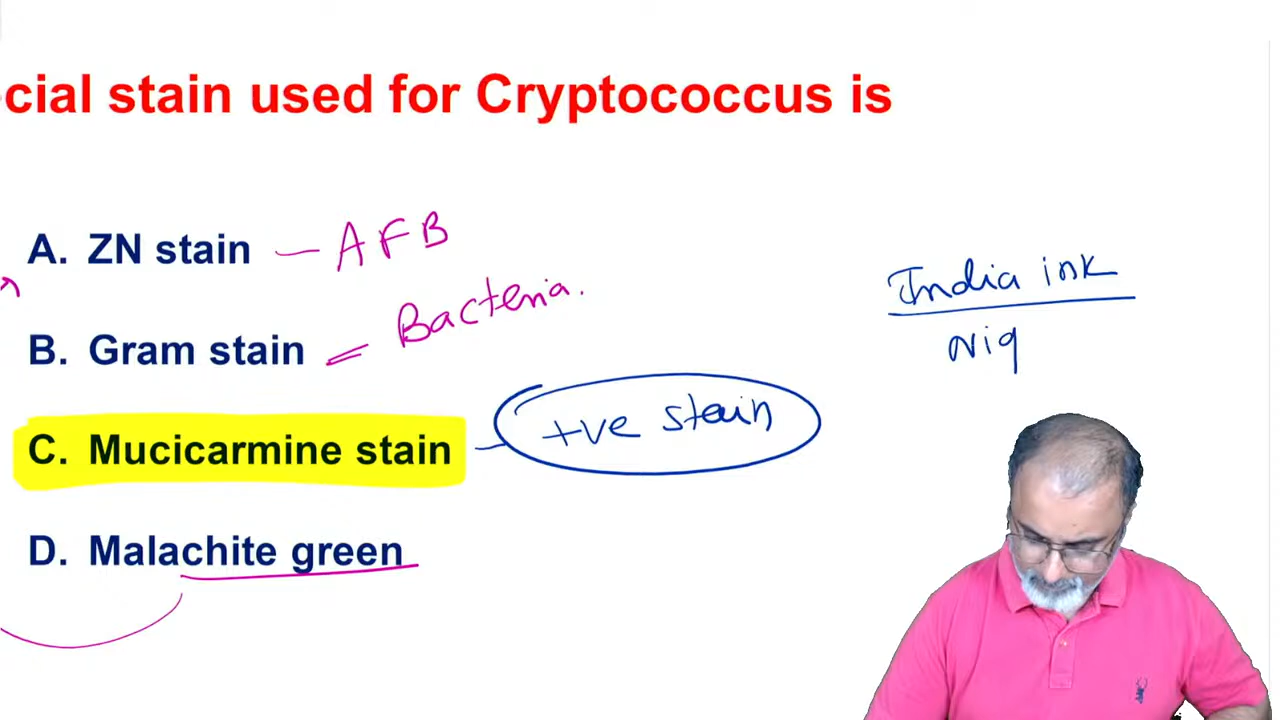 cial stain used for Cryptococcus is
A. ZN stain — AFB
B. Gram stain = Bacteria.
C. Mucicarmine stain — +ve stain
D. Malachite green
India ink
Nig